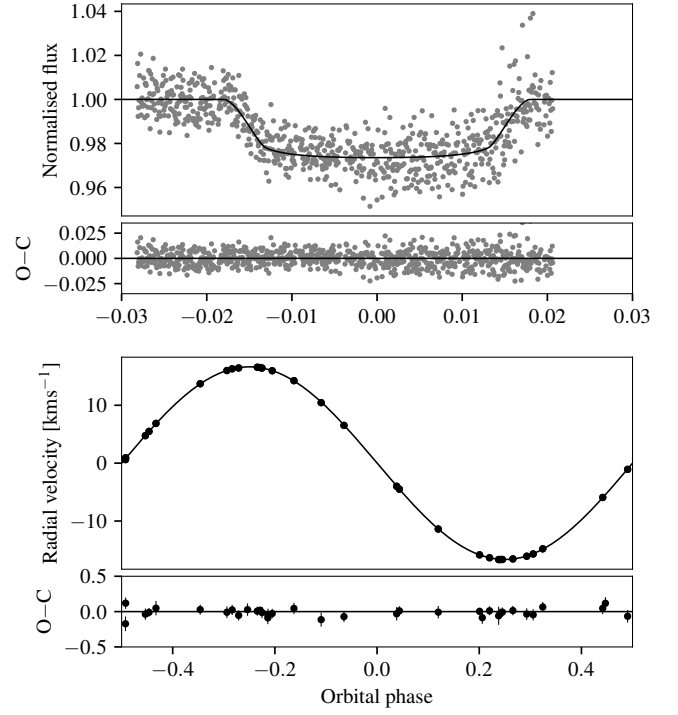 1.04
1.02
1.00
0.98
0.96
Normalised flux
0.025
0.000
−0.025
O−C
−0.03 −0.02 −0.01 0.00 0.01 0.02 0.03
10
0
−10
Radial velocity [kms−1]
0.5
0.0
−0.5
O−C
−0.4 −0.2 0.0 0.2 0.4
Orbital phase